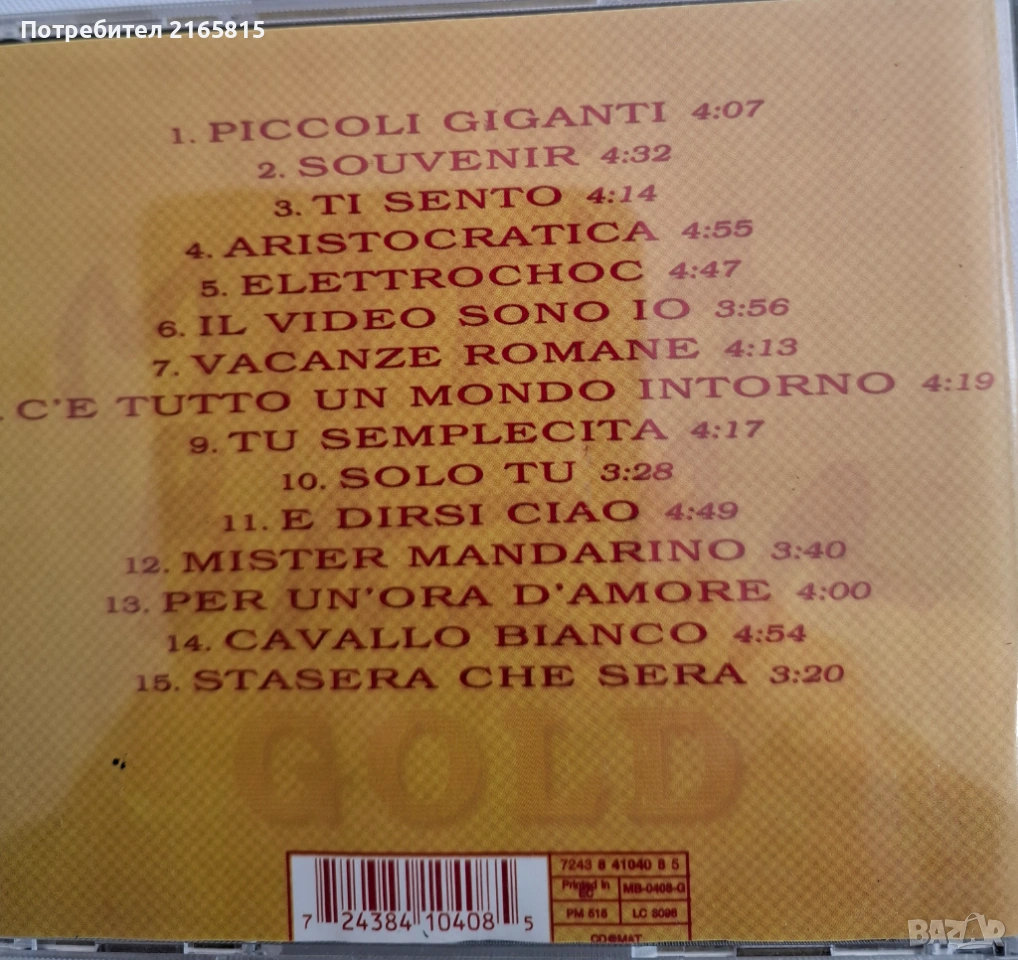 Потребител 2165815
1. PICCOLI GIGANTI 4:07
2. SOUVENIR 4:32
3. TI SENTO 4:14
4. ARISTOCRATICA 4:55
5. ELETTROCHOC 4:47
6. IL VIDEO SONO IO 3:56
7. VACANZE ROMANE 4:13
. C'E TUTTO UN MONDO INTORNO 4:19
9. TU SEMPLECITA 4:17
10. SOLO TU 3:28
11. E DIRSI CIAO 4:49
12. MISTER MANDARINO 3:40
13. PER UN'ORA D'AMORE 4:00
14. CAVALLO BIANCO 4:54
15. STASERA CHE SERA 3:20
GOLD
7243 8 41040 8 5
Printed in EC
MB-0408-G
PM 515
LC 8096
7 24384 10408 5
BAZAR